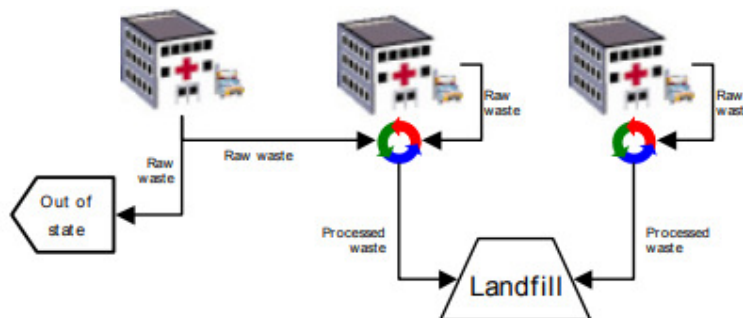 Raw
waste
Raw
waste
Raw
waste
Raw waste
Out of
state
Processed
waste
Processed
waste
Landfill